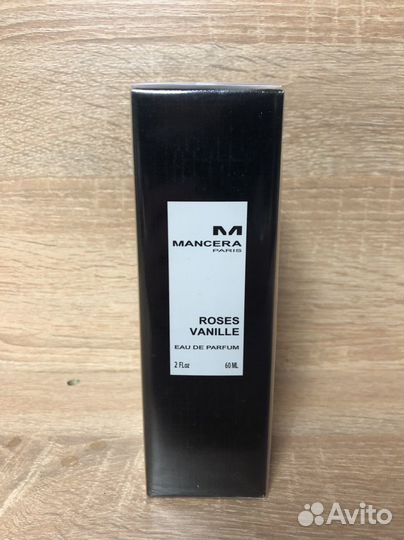 M
MANCERA
PARIS
ROSES
VANILLE
EAU DE PARFUM
2 FL.oz 60 ML
Avito